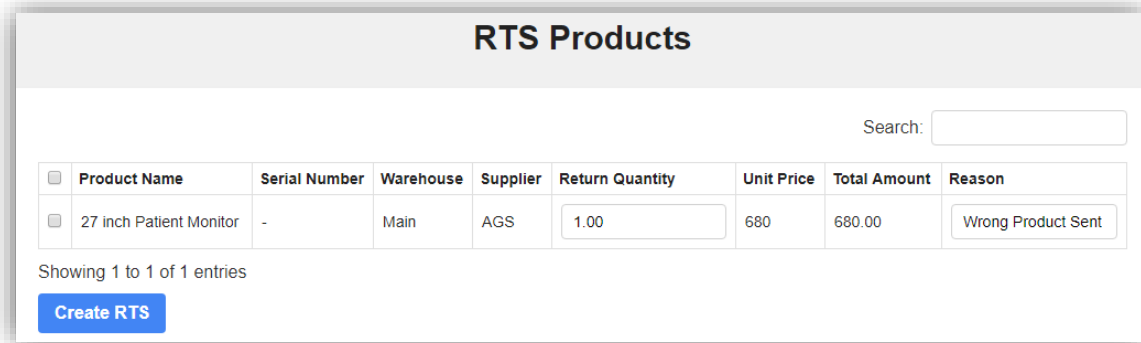 RTS Products
Search:
Product Name Serial Number Warehouse Supplier Return Quantity Unit Price Total Amount Reason
27 inch Patient Monitor - Main AGS 1.00 680 680.00 Wrong Product Sent
Showing 1 to 1 of 1 entries
Create RTS